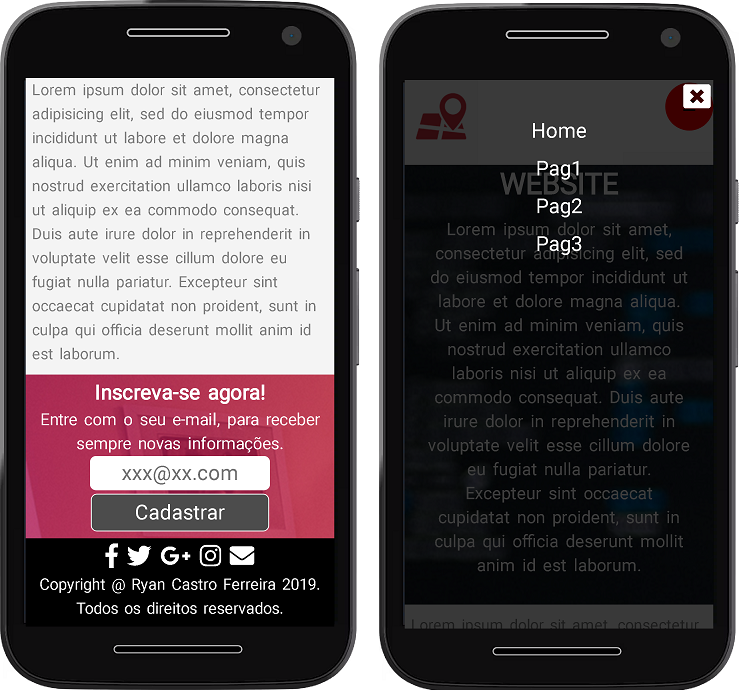 Lorem ipsum dolor sit amet, consectetur
adipisicing elit, sed do eiusmod tempor
incididunt ut labore et dolore magna
aliqua. Ut enim ad minim veniam, quis
nostrud exercitation ullamco laboris nisi
ut aliquip ex ea commodo consequat.
Duis aute irure dolor in reprehenderit in
voluptate velit esse cillum dolore eu
fugiat nulla pariatur. Excepteur sint
occaecat cupidatat non proident, sunt in
culpa qui officia deserunt mollit anim id
est laborum.
Inscreva-se agora!
Entre com o seu e-mail, para receber
sempre novas informações.
xxx@xx.com
Cadastrar
G+
Copyright @ Ryan Castro Ferreira 2019.
Todos os direitos reservados.
Home
Pag1
WEBSITE
Pag2
Lorem ipsum dolor sit amet,
Pag3
consectetur adipisicing elit, sed
do eiusmod tempor incididunt ut
labore et dolore magna aliqua.
Ut enim ad minim veniam, quis
nostrud exercitation ullamco
laboris nisi ut aliquip ex ea
commodo consequat. Duis aute
irure dolor in reprehenderit in
voluptate velit esse cillum dolore
eu fugiat nulla pariatur.
Excepteur sint occaecat
cupidatat non proident, sunt in
culpa qui officia deserunt mollit
anim id est laborum.
Lorem ipsum dolor sit amet, consectetur